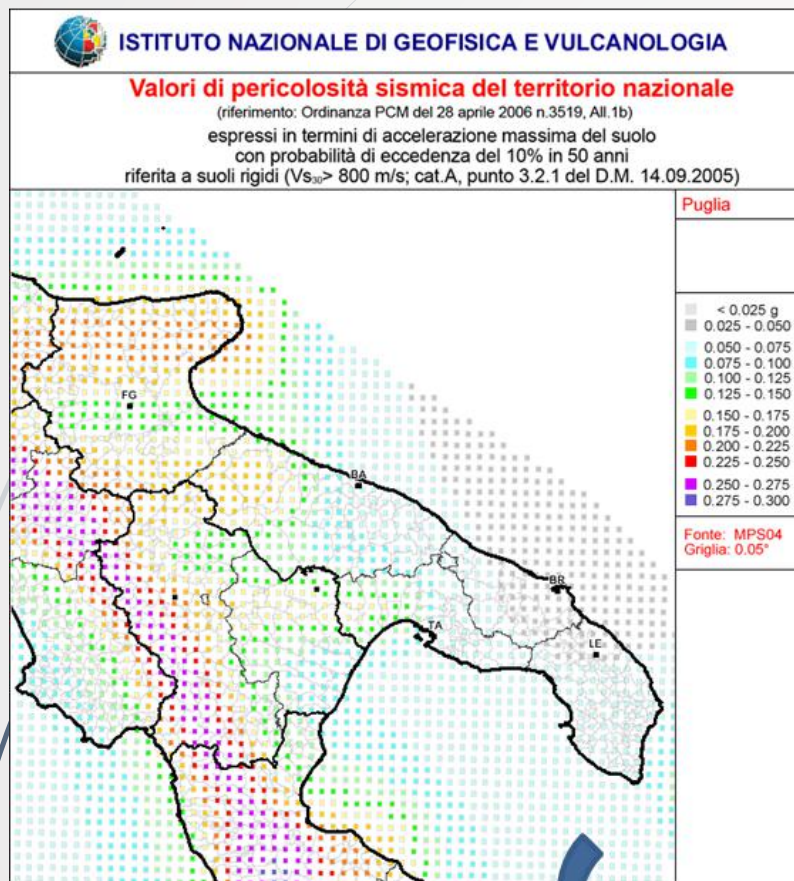 ISTITUTO NAZIONALE DI GEOFISICA E VULCANOLOGIA
Valori di pericolosità sismica del territorio nazionale
(riferimento: Ordinanza PCM del 28 aprile 2006 n.3519, All.1b)
espressi in termini di accelerazione massima del suolo
con probabilità di eccedenza del 10% in 50 anni
riferita a suoli rigidi (Vs₃₀> 800 m/s; cat.A, punto 3.2.1 del D.M. 14.09.2005)
Puglia
< 0.025 g
0.025 - 0.050
0.050 - 0.075
0.075 - 0.100
0.100 - 0.125
0.125 - 0.150
0.150 - 0.175
0.175 - 0.200
0.200 - 0.225
0.225 - 0.250
0.250 - 0.275
0.275 - 0.300
Fonte: MPS04
Griglia: 0.05°
FG
BA
BR
TA
LE